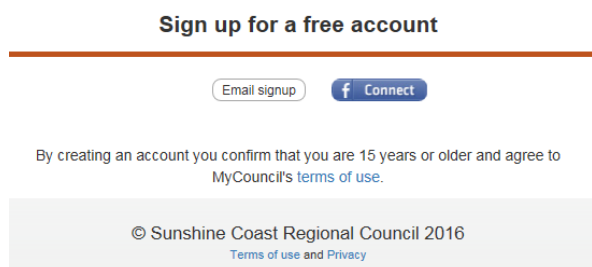 Sign up for a free account
Email signup
f Connect
By creating an account you confirm that you are 15 years or older and agree to
MyCouncil's terms of use.
© Sunshine Coast Regional Council 2016
Terms of use and Privacy